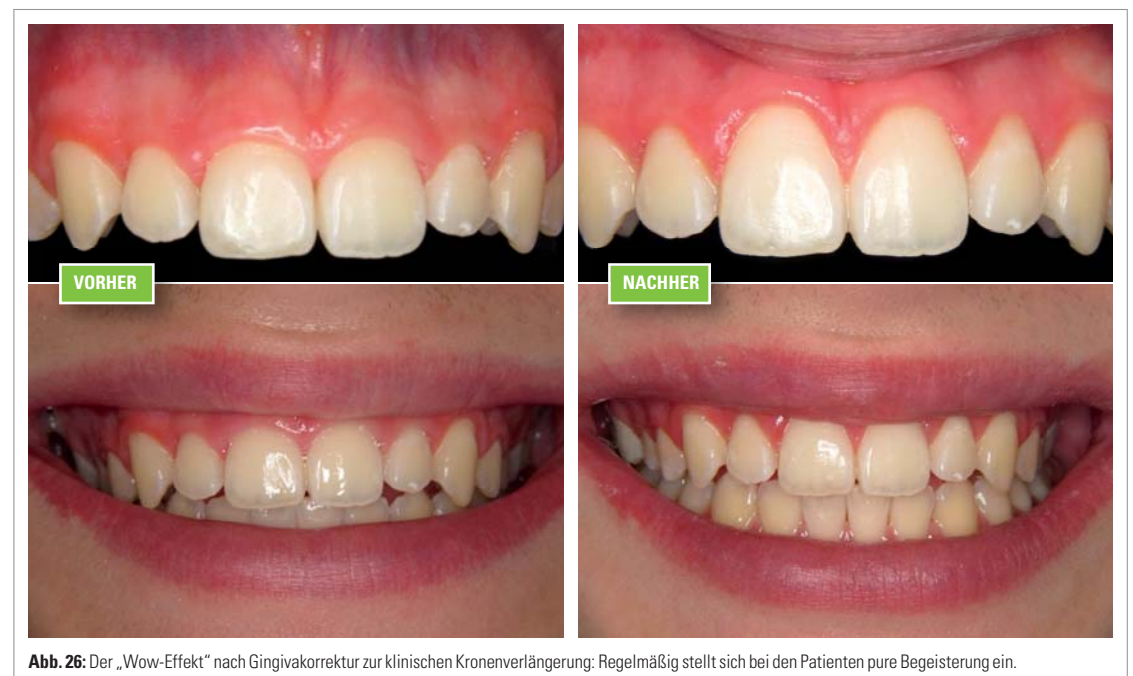 VORHER
NACHHER
Abb. 26: Der „Wow-Effekt“ nach Gingivakorrektur zur klinischen Kronenverlängerung: Regelmäßig stellt sich bei den Patienten pure Begeisterung ein.